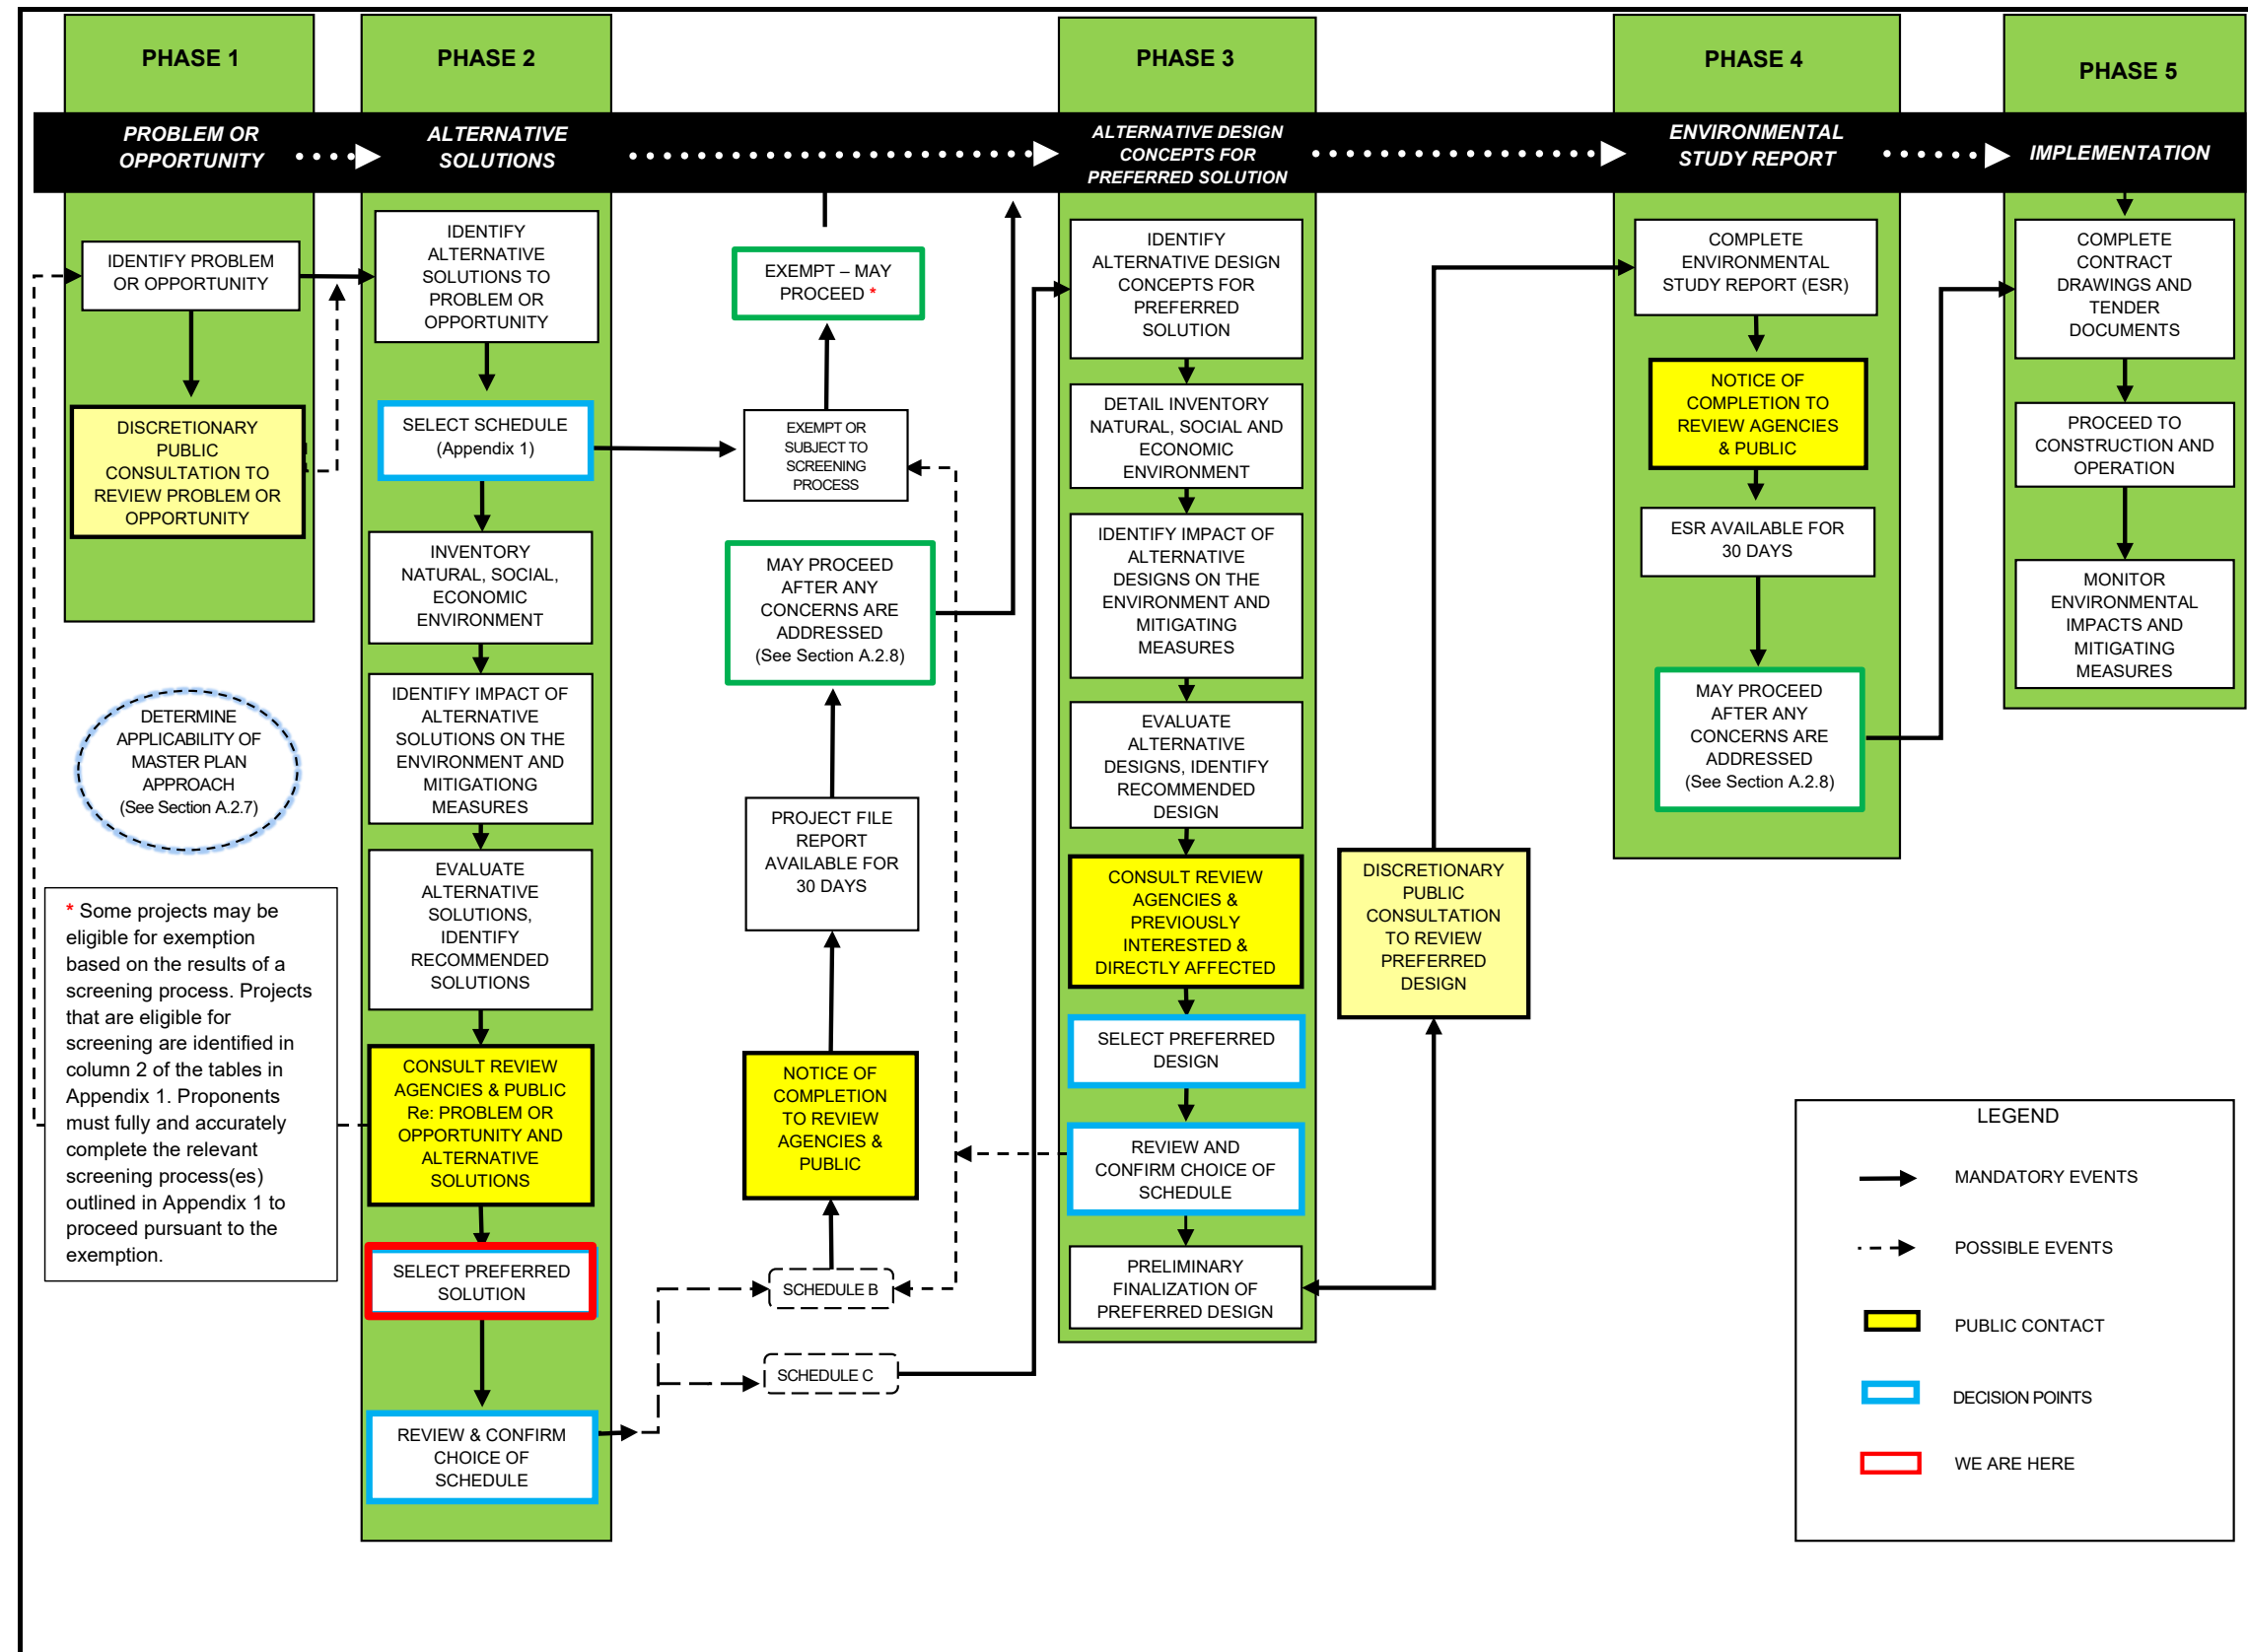 PHASE 1
PROBLEM OR
OPPORTUNITY
IDENTIFY PROBLEM
OR OPPORTUNITY
DISCRETIONARY
PUBLIC
CONSULTATION TO
REVIEW PROBLEM OR
OPPORTUNITY
DETERMINE
APPLICABILITY OF
MASTER PLAN
APPROACH
(See Section A.2.7)
* Some projects may be
eligible for exemption
based on the results of a
screening process. Projects
that are eligible for
screening are identified in
column 2 of the tables in
Appendix 1. Proponents
must fully and accurately
complete the relevant
screening process(es)
outlined in Appendix 1 to
proceed pursuant to the
exemption.
PHASE 2
ALTERNATIVE
SOLUTIONS
IDENTIFY
ALTERNATIVE
SOLUTIONS TO
PROBLEM OR
OPPORTUNITY
SELECT SCHEDULE
(Appendix 1)
INVENTORY
NATURAL, SOCIAL,
ECONOMIC
ENVIRONMENT
IDENTIFY IMPACT OF
ALTERNATIVE
SOLUTIONS ON THE
ENVIRONMENT AND
MITIGATIONG
MEASURES
EVALUATE
ALTERNATIVE
SOLUTIONS,
IDENTIFY
RECOMMENDED
SOLUTIONS
CONSULT REVIEW
AGENCIES & PUBLIC
Re: PROBLEM OR
OPPORTUNITY AND
ALTERNATIVE
SOLUTIONS
SELECT PREFERRED
SOLUTION
REVIEW & CONFIRM
CHOICE OF
SCHEDULE
EXEMPT – MAY
PROCEED *
EXEMPT OR
SUBJECT TO
SCREENING
PROCESS
MAY PROCEED
AFTER ANY
CONCERNS ARE
ADDRESSED
(See Section A.2.8)
PROJECT FILE
REPORT
AVAILABLE FOR
30 DAYS
NOTICE OF
COMPLETION
TO REVIEW
AGENCIES &
PUBLIC
SCHEDULE B
SCHEDULE C
PHASE 3
ALTERNATIVE DESIGN
CONCEPTS FOR
PREFERRED SOLUTION
IDENTIFY
ALTERNATIVE DESIGN
CONCEPTS FOR
PREFERRED
SOLUTION
DETAIL INVENTORY
NATURAL, SOCIAL AND
ECONOMIC
ENVIRONMENT
IDENTIFY IMPACT OF
ALTERNATIVE
DESIGNS ON THE
ENVIRONMENT AND
MITIGATING
MEASURES
EVALUATE
ALTERNATIVE
DESIGNS, IDENTIFY
RECOMMENDED
DESIGN
CONSULT REVIEW
AGENCIES &
PREVIOUSLY
INTERESTED &
DIRECTLY AFFECTED
SELECT PREFERRED
DESIGN
REVIEW AND
CONFIRM CHOICE OF
SCHEDULE
PRELIMINARY
FINALIZATION OF
PREFERRED DESIGN
DISCRETIONARY
PUBLIC
CONSULTATION
TO REVIEW
PREFERRED
DESIGN
PHASE 4
ENVIRONMENTAL
STUDY REPORT
COMPLETE
ENVIRONMENTAL
STUDY REPORT (ESR)
NOTICE OF
COMPLETION TO
REVIEW AGENCIES
& PUBLIC
ESR AVAILABLE FOR
30 DAYS
MAY PROCEED
AFTER ANY
CONCERNS ARE
ADDRESSED
(See Section A.2.8)
PHASE 5
IMPLEMENTATION
COMPLETE
CONTRACT
DRAWINGS AND
TENDER
DOCUMENTS
PROCEED TO
CONSTRUCTION AND
OPERATION
MONITOR
ENVIRONMENTAL
IMPACTS AND
MITIGATING
MEASURES
LEGEND
MANDATORY EVENTS
POSSIBLE EVENTS
PUBLIC CONTACT
DECISION POINTS
WE ARE HERE